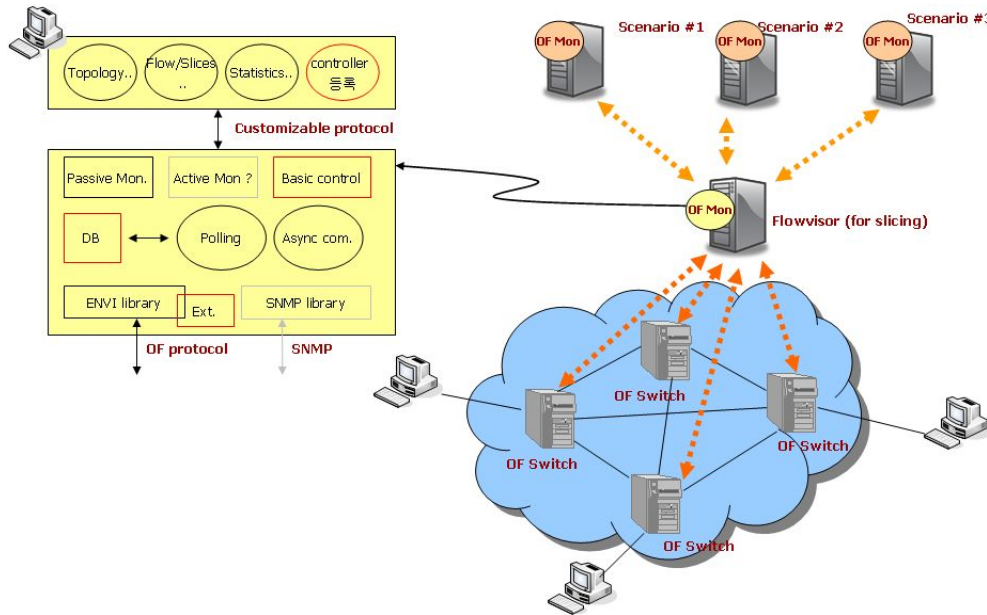 Scenario #1
Scenario #2
Scenario #3
OF Mon
OF Mon
OF Mon
Topology..
Flow/Slices
..
Statistics..
controller
등록
Customizable protocol
Passive Mon.
Active Mon ?
Basic control
DB
Polling
Async com.
ENVI library
Ext.
SNMP library
OF protocol
SNMP
OF Mon
Flowvisor (for slicing)
OF Switch
OF Switch
OF Switch
OF Switch